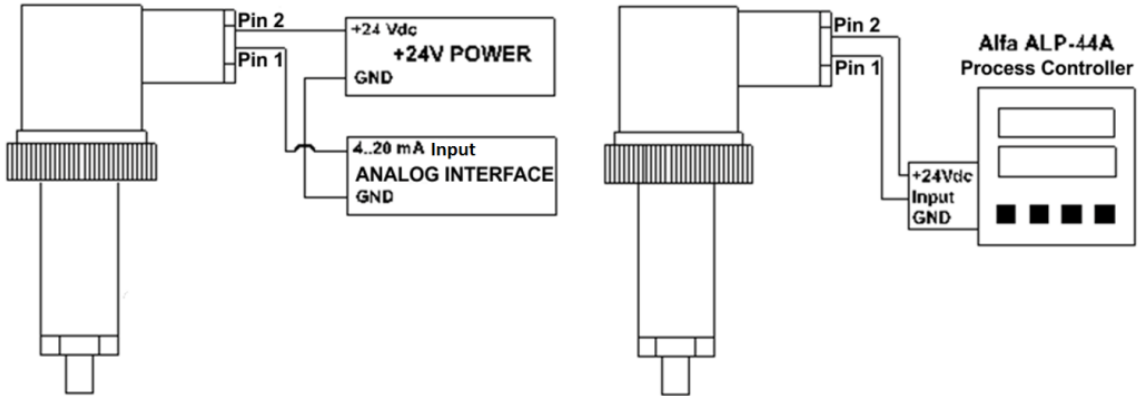 Pin 2
Pin 1
+24 Vdc
+24V POWER
GND
4..20 mA Input
ANALOG INTERFACE
GND
Pin 2
Pin 1
Alfa ALP-44A
Process Controller
+24Vdc
Input
GND